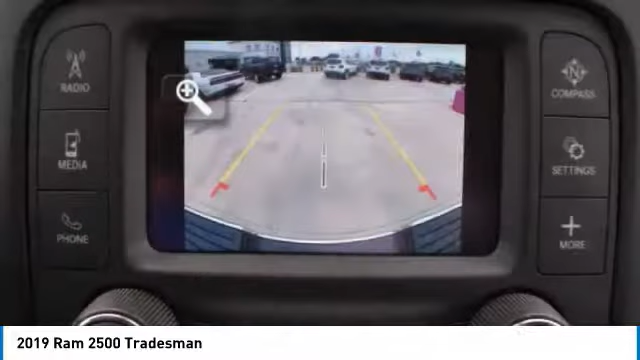 RADIO
MEDIA
PHONE
N
COMPASS
SETTINGS
MORE
2019 Ram 2500 Tradesman